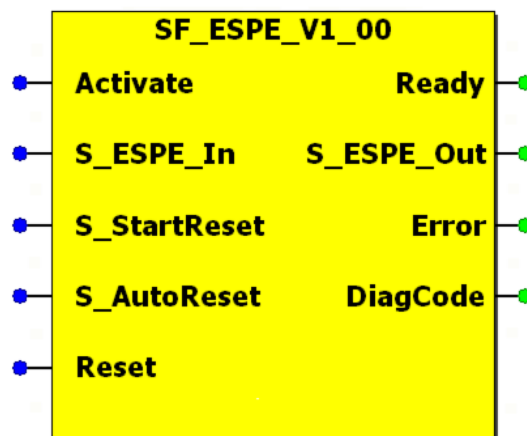 SF_ESPE_V1_00
Activate Ready
S_ESPE_In S_ESPE_Out
S_StartReset Error
S_AutoReset DiagCode
Reset